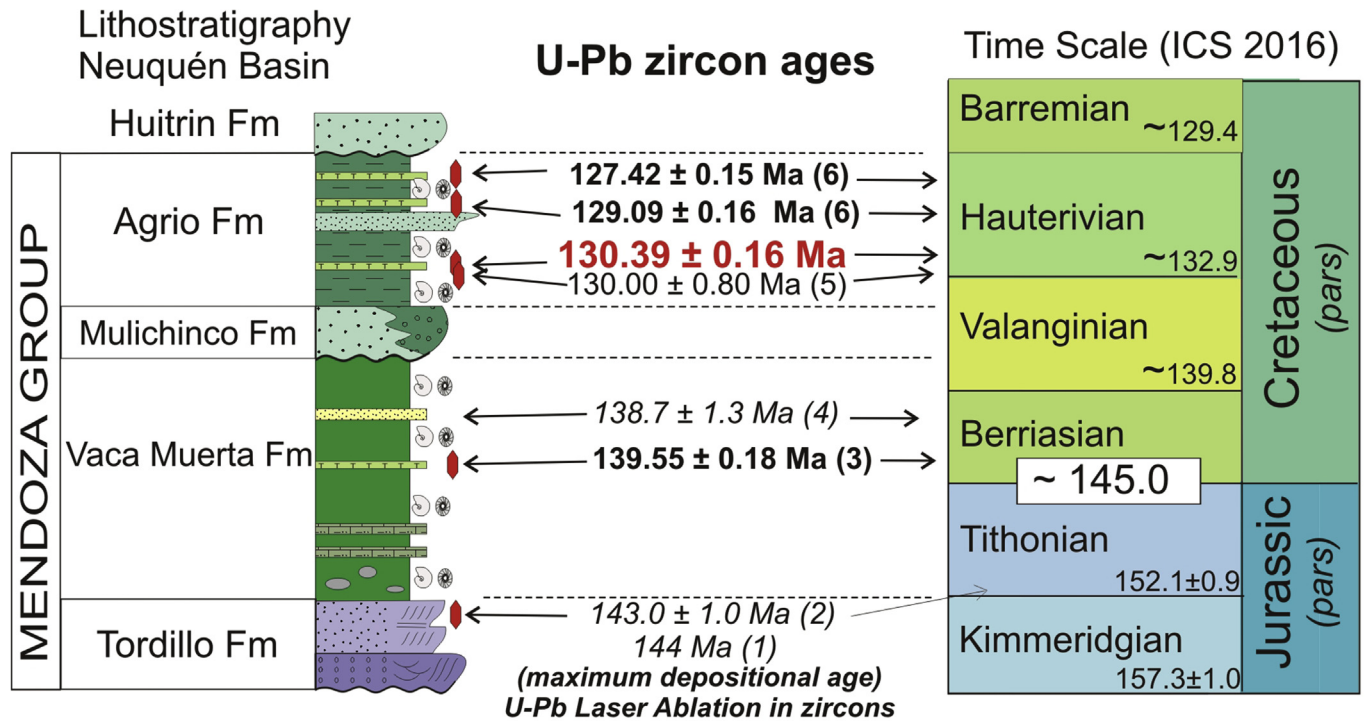 Lithostratigraphy
Neuquén Basin
U-Pb zircon ages
Time Scale (ICS 2016)
Huitrin Fm
MENDOZA GROUP
Agrio Fm
Mulichinco Fm
Vaca Muerta Fm
Tordillo Fm
127.42 ± 0.15 Ma (6)
129.09 ± 0.16 Ma (6)
130.39 ± 0.16 Ma
130.00 ± 0.80 Ma (5)
138.7 ± 1.3 Ma (4)
139.55 ± 0.18 Ma (3)
143.0 ± 1.0 Ma (2)
144 Ma (1)
(maximum depositional age)
U-Pb Laser Ablation in zircons
Barremian
~129.4
Hauterivian
~132.9
Valanginian
~139.8
Berriasian
~ 145.0
Tithonian
152.1±0.9
Kimmeridgian
157.3±1.0
Cretaceous
(pars)
Jurassic
(pars)